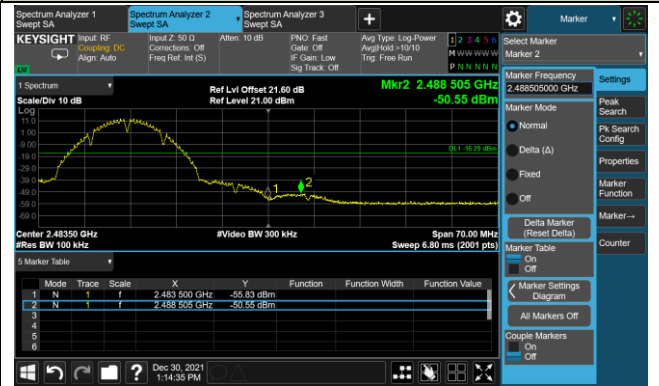 Spectrum Analyzer 1
Swept SA
Spectrum Analyzer 2
Swept SA
Spectrum Analyzer 3
Swept SA
+
Marker
KEYSIGHT
Input: RF
Coupling: DC
Align: Auto
Input Z: 50 Ω
Corrections: Off
Freq Ref: Int (S)
Atten: 10 dB
PNO: Fast
Gate: Off
IF Gain: Low
Sig Track: Off
Avg Type: Log-Power
Avg|Hold:>10/10
Trig: Free Run
1 2 3 4 5 6
M W W W W W
P N N N N N
LXI
Select Marker
Marker 2
1 Spectrum
Scale/Div 10 dB
Ref Lvl Offset 21.60 dB
Ref Level 21.00 dBm
Mkr2 2.488 505 GHz
-50.55 dBm
Log
11.0
1.00
-9.00
-19.0
-29.0
-39.0
-49.0
-59.0
-69.0
DL1 -16.29 dBm
1
2
Center 2.48350 GHz
#Res BW 100 kHz
#Video BW 300 kHz
Span 70.00 MHz
Sweep 6.80 ms (2001 pts)
5 Marker Table
Mode Trace Scale X Y Function Function Width Function Value
1 N 1 f 2.483 500 GHz -55.83 dBm
2 N 1 f 2.488 505 GHz -50.55 dBm
3
4
5
6
Marker Frequency
2.488505000 GHz
Marker Mode
Normal
Delta (Δ)
Fixed
Off
Delta Marker
(Reset Delta)
Marker Table
On
Off
Marker Settings
Diagram
All Markers Off
Couple Markers
On
Off
Settings
Peak
Search
Pk Search
Config
Properties
Marker
Function
Marker→
Counter
?
Dec 30, 2021
1:14:35 PM